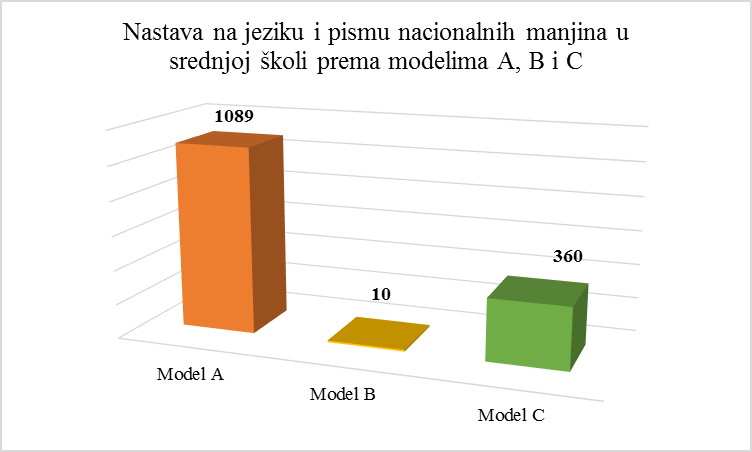 Nastava na jeziku i pismu nacionalnih manjina u
srednjoj školi prema modelima A, B i C
1089
10
360
Model A
Model B
Model C